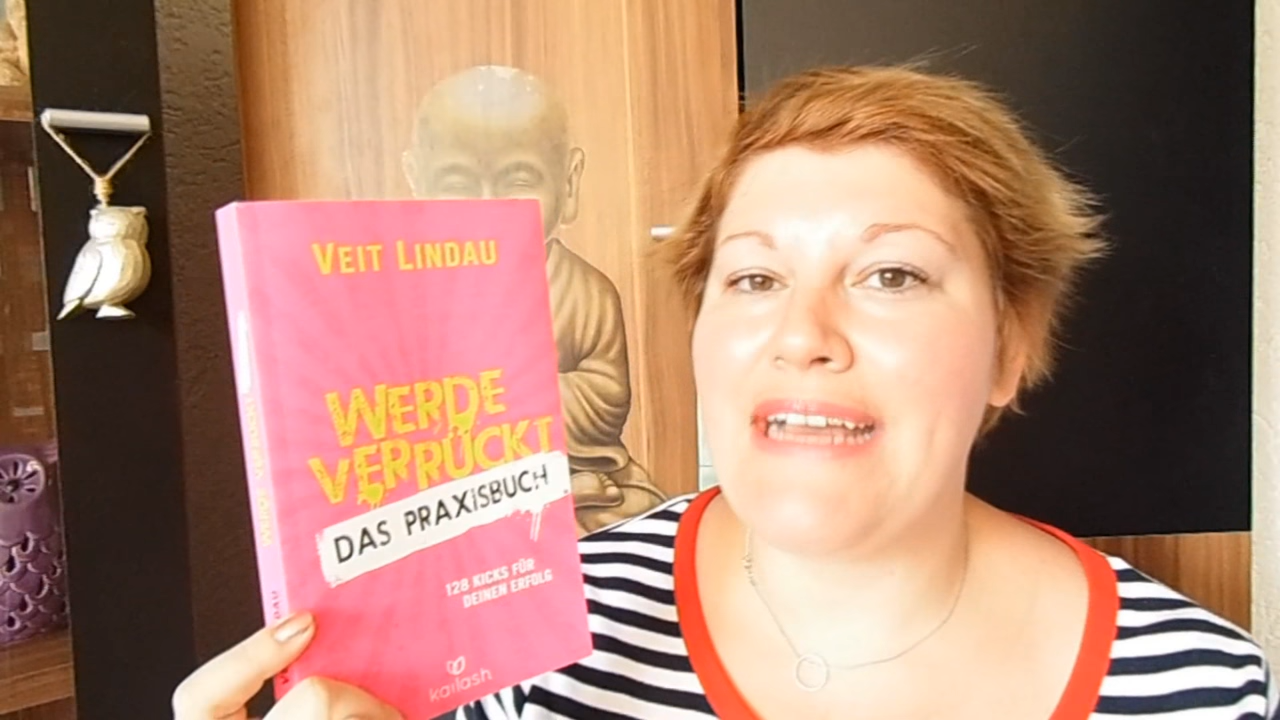 VEIT LINDAU
WERDE
VERRÜCKT
DAS PRAXISBUCH
128 KICKS FÜR
DEINEN ERFOLG
kailash